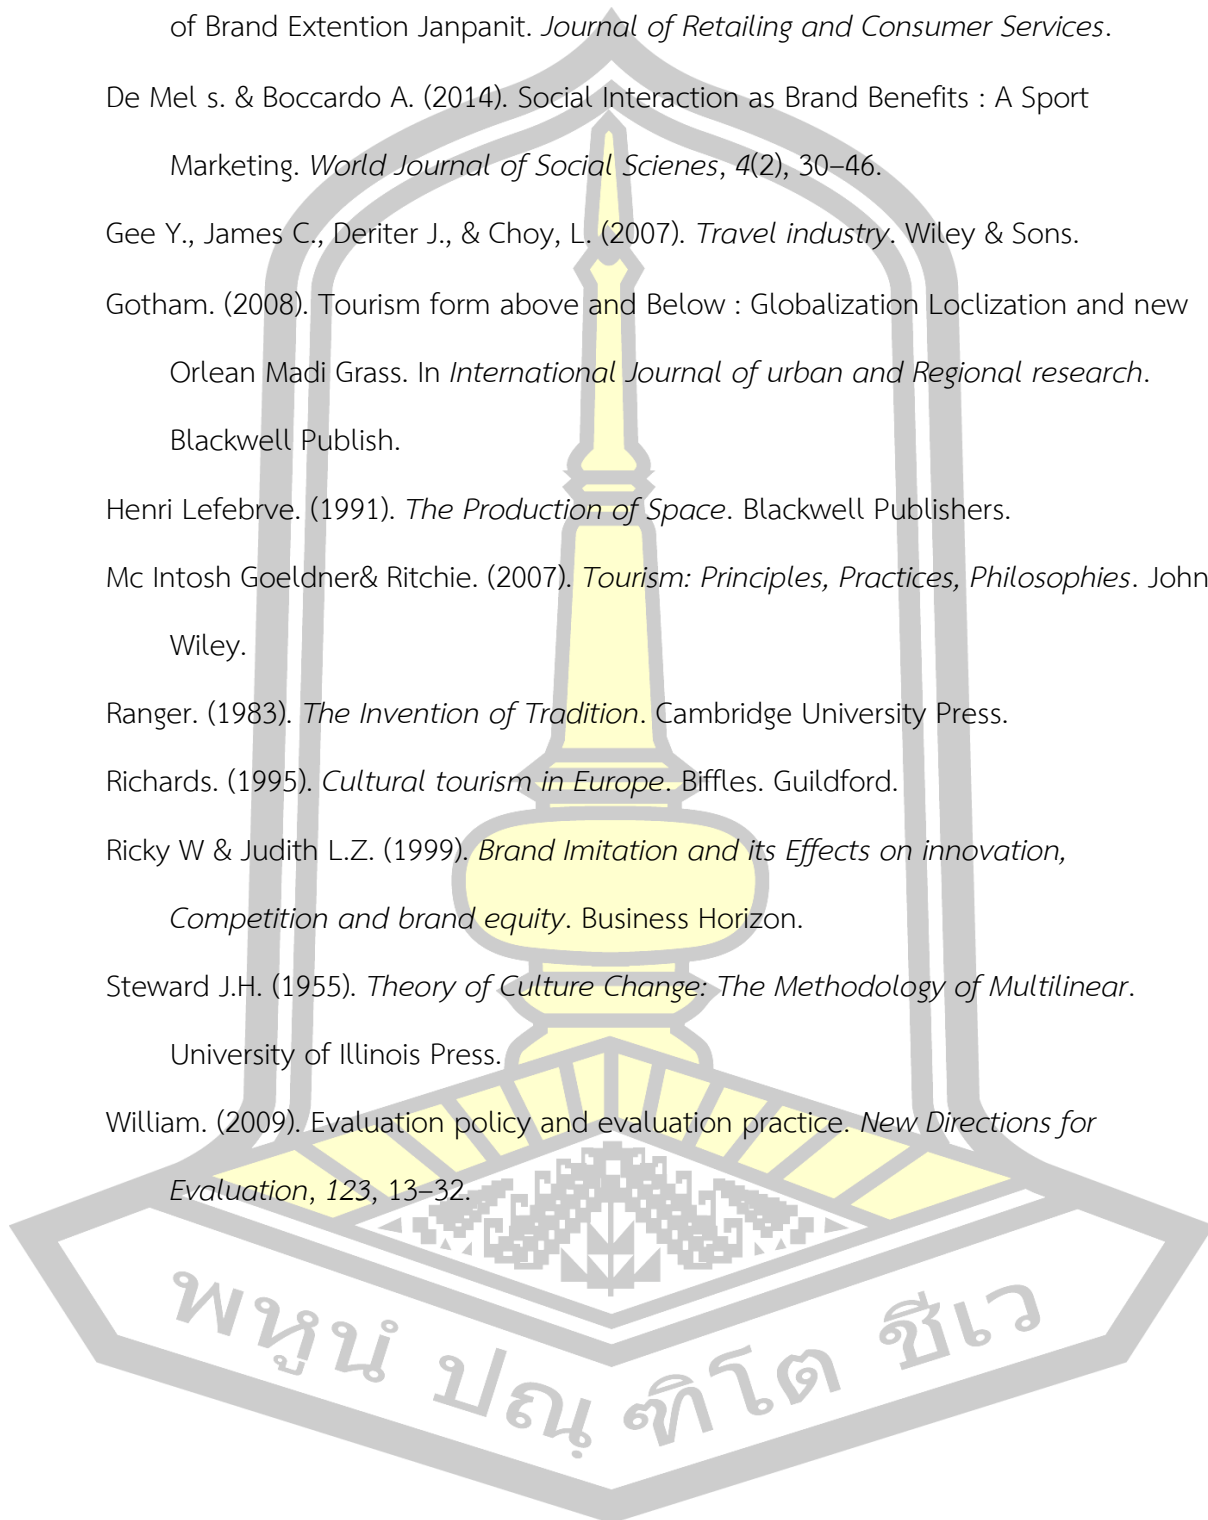 of Brand Extention Janpanit. Journal of Retailing and Consumer Services.
De Mel s. & Boccardo A. (2014). Social Interaction as Brand Benefits : A Sport
Marketing. World Journal of Social Scienes, 4(2), 30–46.
Gee Y., James C., Deriter J., & Choy, L. (2007). Travel industry. Wiley & Sons.
Gotham. (2008). Tourism form above and Below : Globalization Loclization and new
Orlean Madi Grass. In International Journal of urban and Regional research.
Blackwell Publish.
Henri Lefebrve. (1991). The Production of Space. Blackwell Publishers.
Mc Intosh Goeldner& Ritchie. (2007). Tourism: Principles, Practices, Philosophies. John
Wiley.
Ranger. (1983). The Invention of Tradition. Cambridge University Press.
Richards. (1995). Cultural tourism in Europe. Biffles. Guildford.
Ricky W & Judith L.Z. (1999). Brand Imitation and its Effects on innovation,
Competition and brand equity. Business Horizon.
Steward J.H. (1955). Theory of Culture Change: The Methodology of Multilinear.
University of Illinois Press.
William. (2009). Evaluation policy and evaluation practice. New Directions for
Evaluation, 123, 13–32.
พหูนํ ปณฺ ฑิโต ชีเว